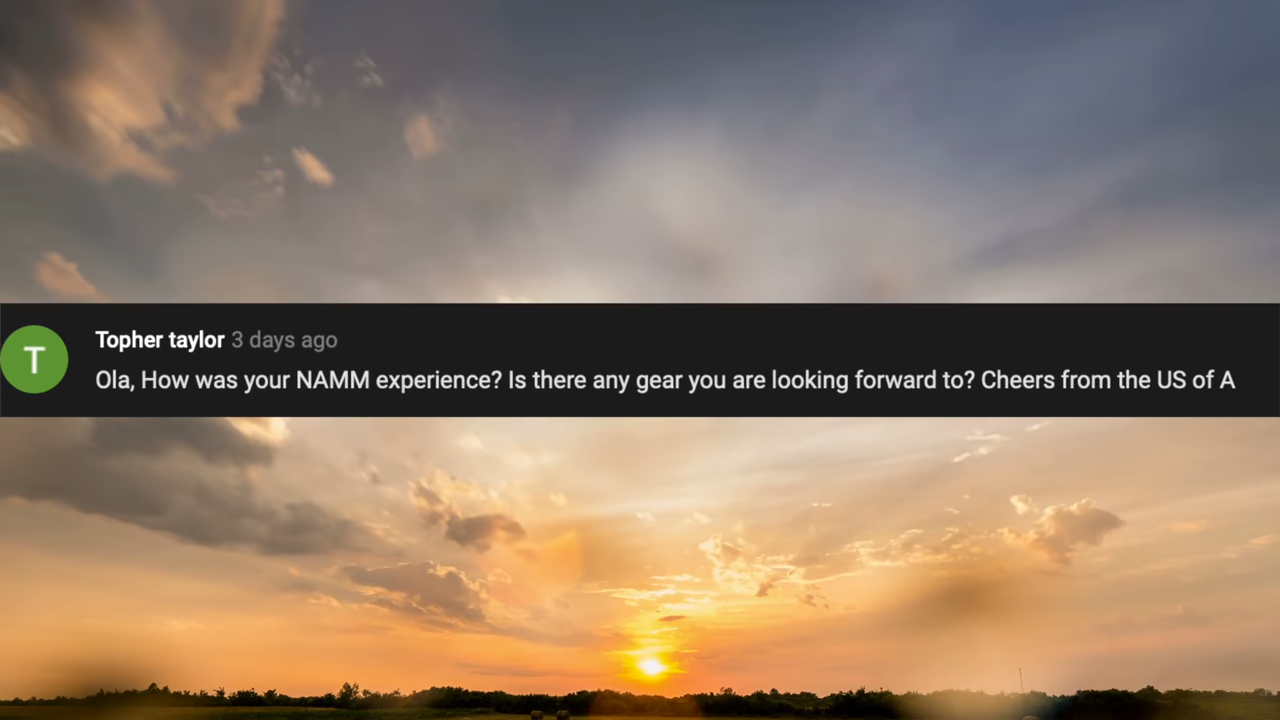 T
Topher taylor 3 days ago
Ola, How was your NAMM experience? Is there any gear you are looking forward to? Cheers from the US of A